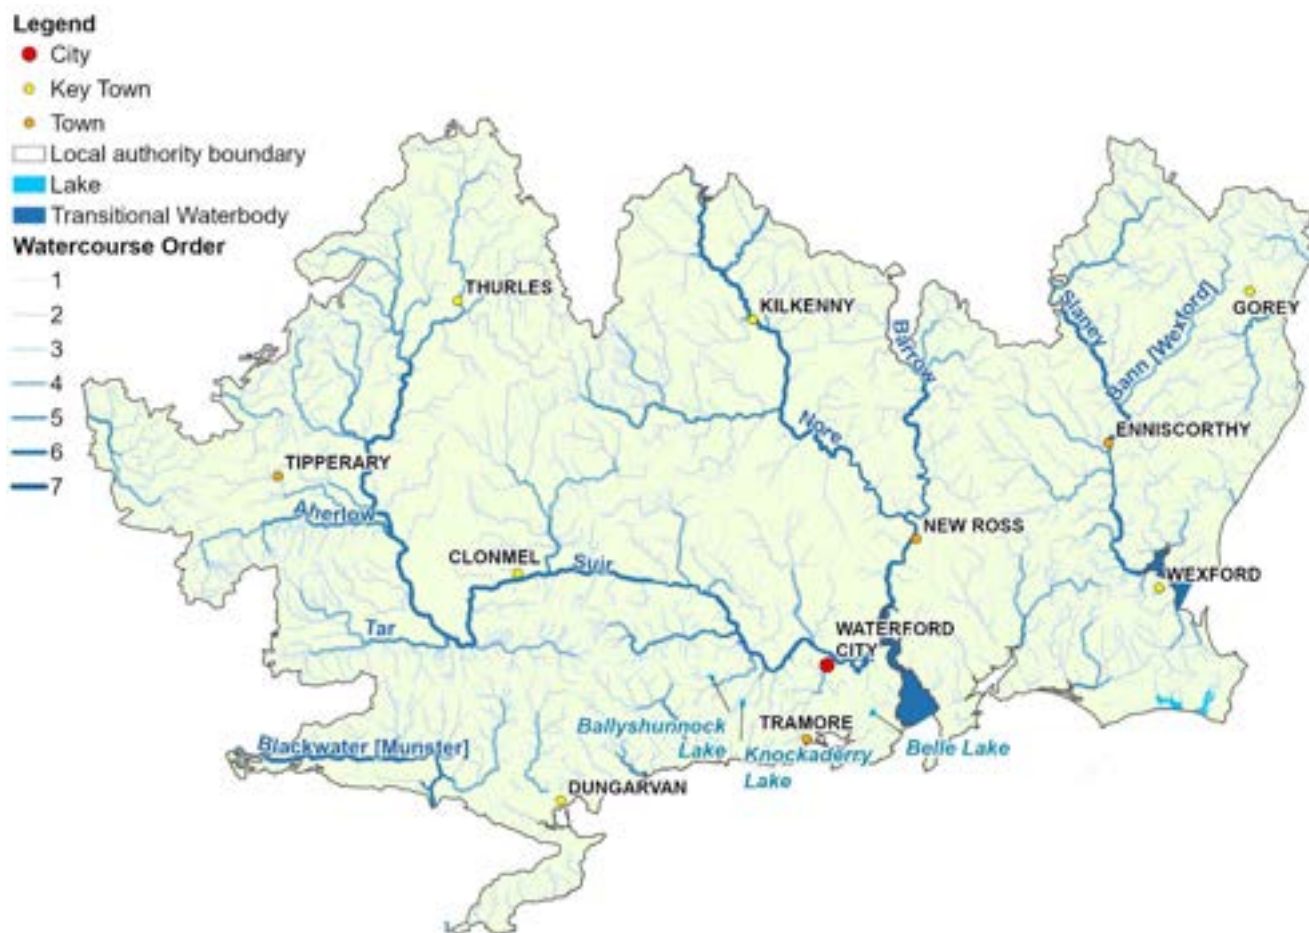 Legend
City
Key Town
Town
Local authority boundary
Lake
Transitional Waterbody
Watercourse Order
1
2
3
4
5
6
7
THURLES
KILKENNY
GOREY
Slaney
Bann [Wexford]
Barrow
Nore
ENNISCORTHY
TIPPERARY
Aherlow
NEW ROSS
CLONMEL
Suir
WEXFORD
Tar
WATERFORD
CITY
Ballyshunnock
Lake
TRAMORE
Knockaderry
Lake
Belle Lake
Blackwater [Munster]
DUNGARVAN